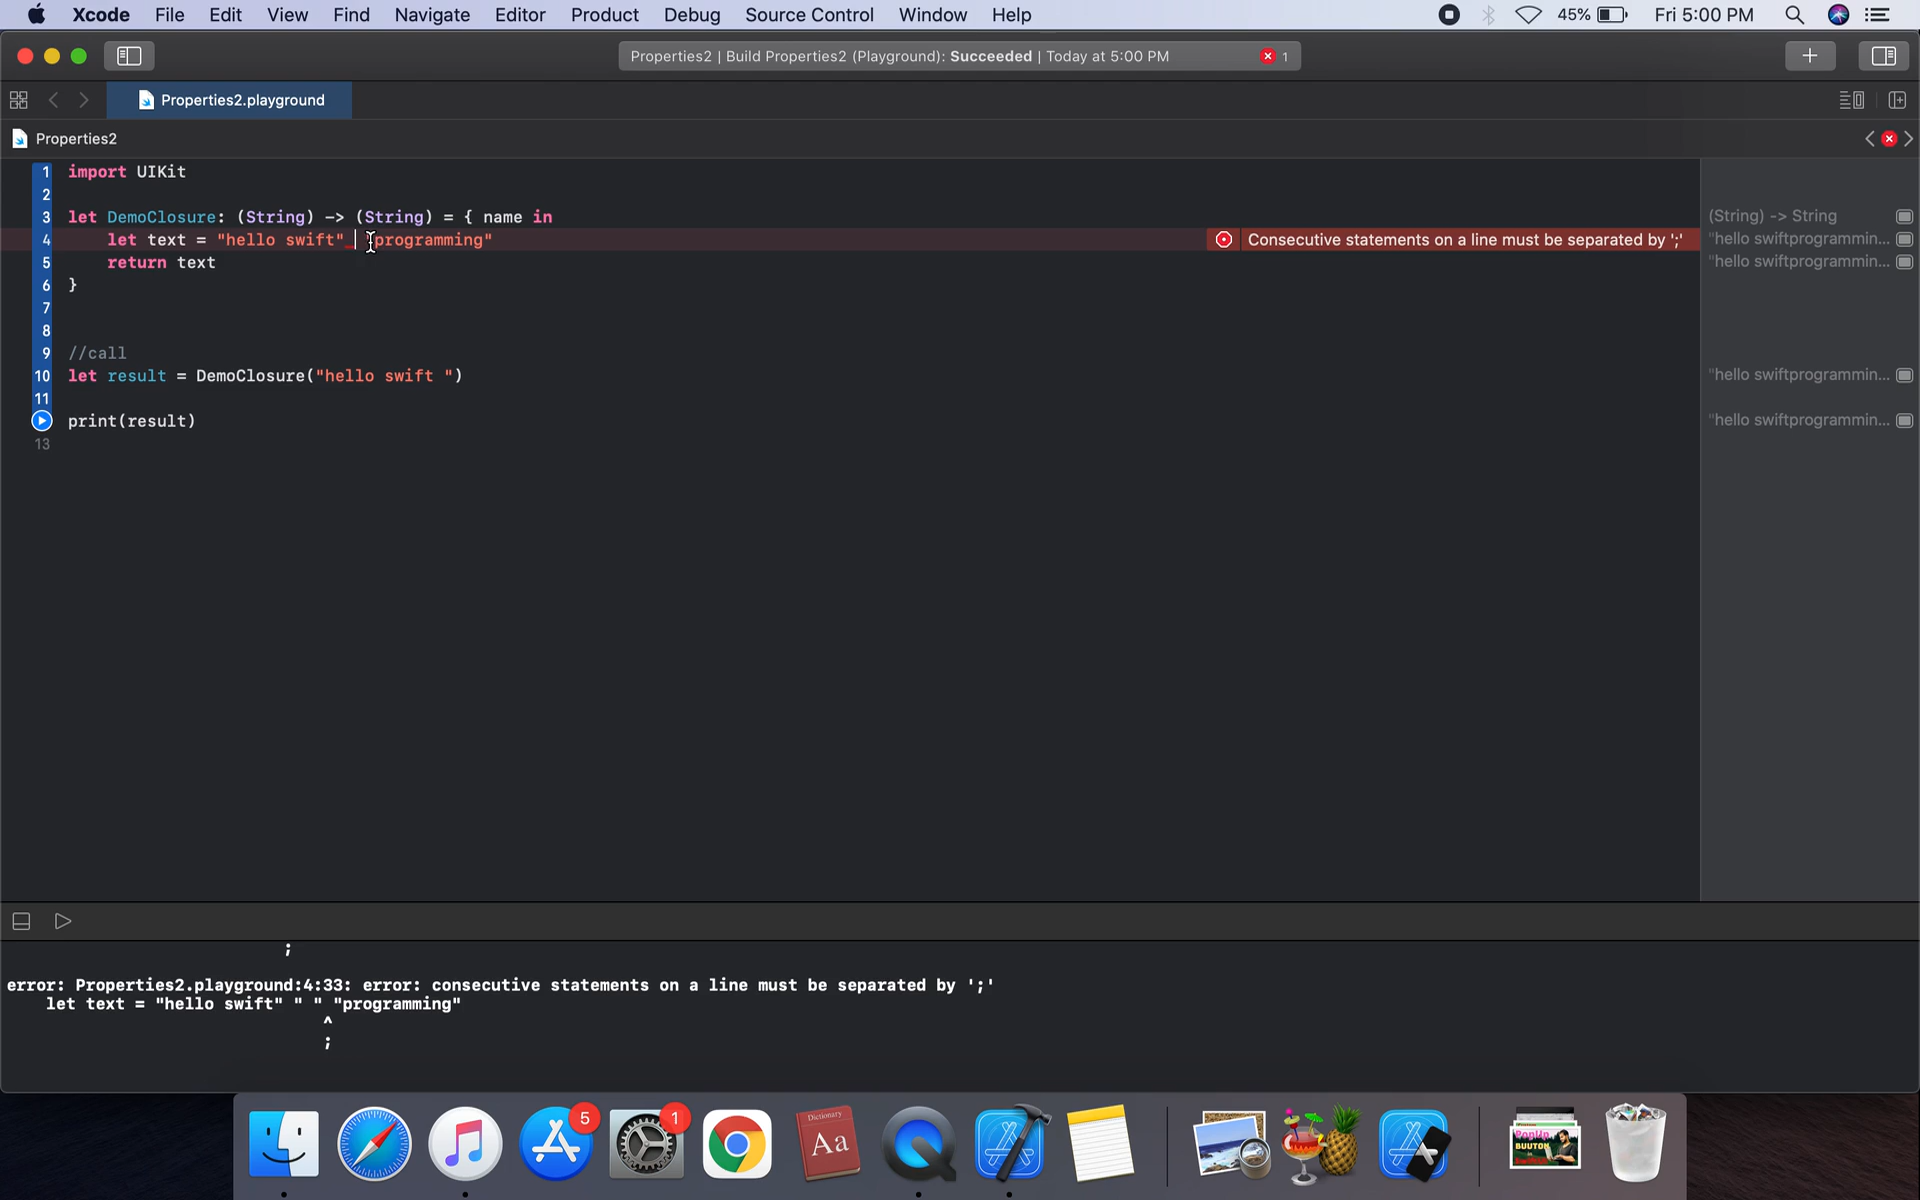 Xcode File Edit View Find Navigate Editor Product Debug Source Control Window Help 45% Fri 5:00 PM
Properties2 | Build Properties2 (Playground): Succeeded | Today at 5:00 PM 1
Properties2.playground
Properties2
1 import UIKit
2
3 let DemoClosure: (String) -> (String) = { name in (String) -> String
4 let text = "hello swift" "programming" Consecutive statements on a line must be separated by ';' "hello swiftprogrammin...
5 return text "hello swiftprogrammin...
6 }
7
8
9 //call
10 let result = DemoClosure("hello swift ") "hello swiftprogrammin...
11
print(result) "hello swiftprogrammin...
13
;
error: Properties2.playground:4:33: error: consecutive statements on a line must be separated by ';'
let text = "hello swift" " " "programming"
^
;
5 1
Dictionary
Aa
PopUp
BUUTON